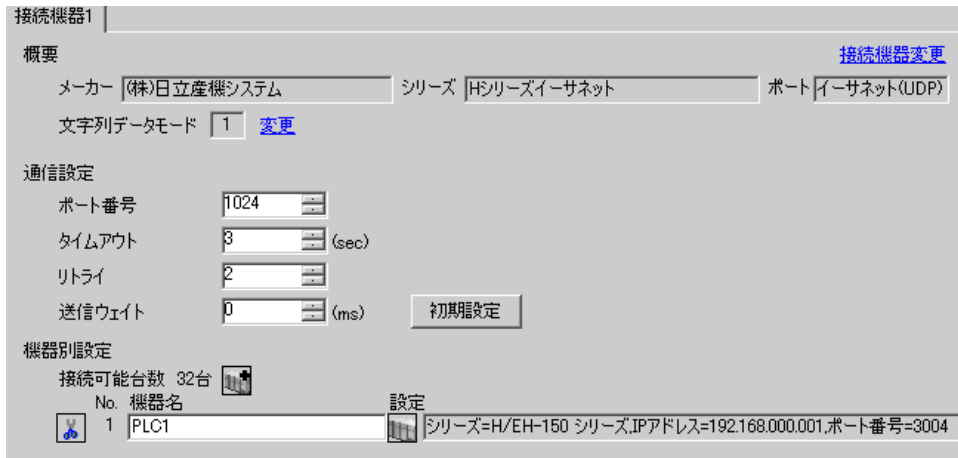 接続機器1
概要 接続機器変更
メーカー (株)日立産機システム シリーズ Hシリーズイーサネット ポート イーサネット(UDP)
文字列データモード 1 変更
通信設定
ポート番号 1024
タイムアウト 3 (sec)
リトライ 2
送信ウェイト 0 (ms) 初期設定
機器別設定
接続可能台数 32台
No. 機器名 設定
1 PLC1 シリーズ=H/EH-150 シリーズ,IPアドレス=192.168.000.001,ポート番号=3004